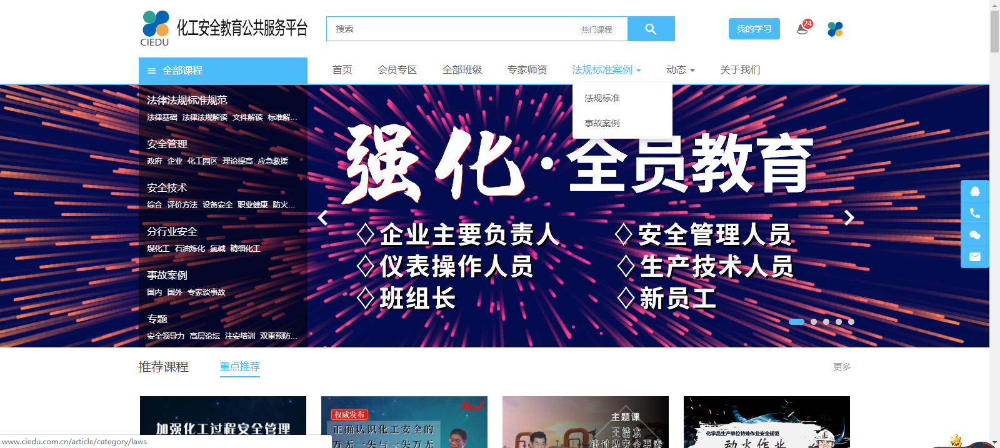 CIEDU
化工安全教育公共服务平台
搜索
热门课程
我的学习
24
全部课程
首页
会员专区
全部班级
专家师资
法规标准案例
动态
关于我们
法规标准
事故案例
法律法规标准规范
法律基础 法律法规解读 文件解读 标准解...
安全管理
政府 企业 化工园区 理论提高 应急救援
安全技术
综合 评价方法 设备安全 职业健康 防火...
分行业安全
煤化工 石油炼化 氯碱 精细化工
事故案例
国内 国外 专家谈事故
专题
安全领导力 高层论坛 注安培训 双重预防...
强化·全员教育
◇企业主要负责人
◇安全管理人员
◇仪表操作人员
◇生产技术人员
◇班组长
◇新员工
推荐课程
重点推荐
更多
加强化工过程安全管理
New!
权威发布
正确认识化工安全的
万无一失与一失万无
主题课
王浩水
谈过程安全要素
化学品生产单位特殊作业安全规范
动火作业
www.ciedu.com.cn/article/category/laws
VIP